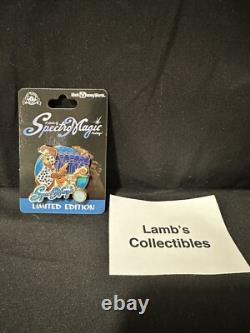 Walt Disney World
SpectroMagic
LIMITED EDITION
Lamb's
Collectibles